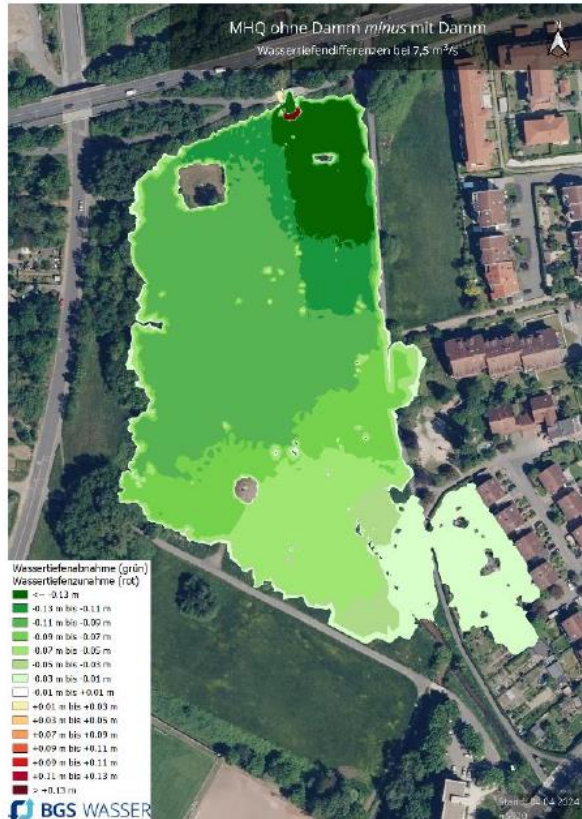 MHQ ohne Damm minus mit Damm
Wassertiefendifferenzen bei 7,5 m³/s
N
Wassertiefenabnahme (grün)
Wassertiefenzunahme (rot)
<= -0.13 m
-0.13 m bis -0.11 m
-0.11 m bis -0.09 m
-0.09 m bis -0.07 m
-0.07 m bis -0.05 m
-0.05 m bis -0.03 m
-0.03 m bis -0.01 m
-0.01 m bis +0.01 m
+0.01 m bis +0.03 m
+0.03 m bis +0.05 m
+0.07 m bis +0.09 m
+0.09 m bis +0.11 m
+0.09 m bis +0.11 m
+0.11 m bis +0.13 m
> +0.13 m
BGS WASSER
Stand: 04.04.2024